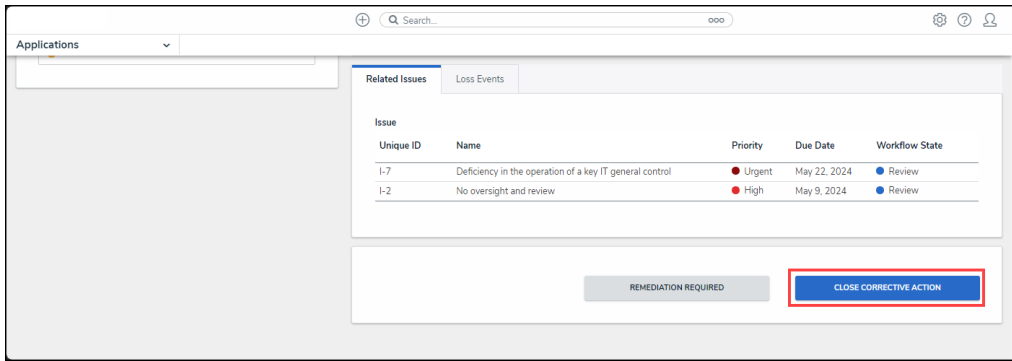 Search...
Applications
Related Issues Loss Events
Issue
Unique ID Name Priority Due Date Workflow State
I-7 Deficiency in the operation of a key IT general control Urgent May 22, 2024 Review
I-2 No oversight and review High May 9, 2024 Review
REMEDIATION REQUIRED CLOSE CORRECTIVE ACTION